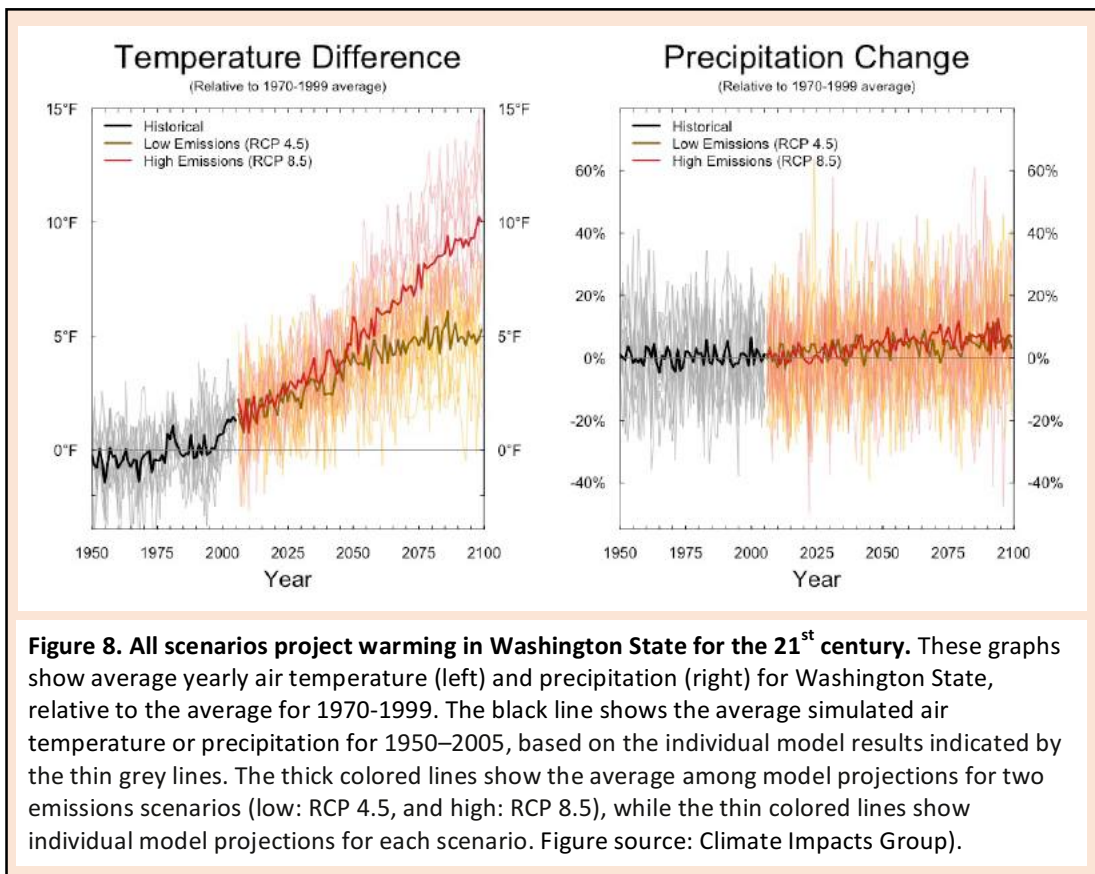 Temperature Difference
(Relative to 1970-1999 average)
15°F
15°F
Historical
Low Emissions (RCP 4.5)
High Emissions (RCP 8.5)
10°F
10°F
5°F
5°F
0°F
0°F
1950 1975 2000 2025 2050 2075 2100
Year
Precipitation Change
(Relative to 1970-1999 average)
Historical
Low Emissions (RCP 4.5)
High Emissions (RCP 8.5)
60%
60%
40%
40%
20%
20%
0%
0%
-20%
-20%
-40%
-40%
1950 1975 2000 2025 2050 2075 2100
Year
Figure 8. All scenarios project warming in Washington State for the 21st century. These graphs
show average yearly air temperature (left) and precipitation (right) for Washington State,
relative to the average for 1970-1999. The black line shows the average simulated air
temperature or precipitation for 1950–2005, based on the individual model results indicated by
the thin grey lines. The thick colored lines show the average among model projections for two
emissions scenarios (low: RCP 4.5, and high: RCP 8.5), while the thin colored lines show
individual model projections for each scenario. Figure source: Climate Impacts Group).